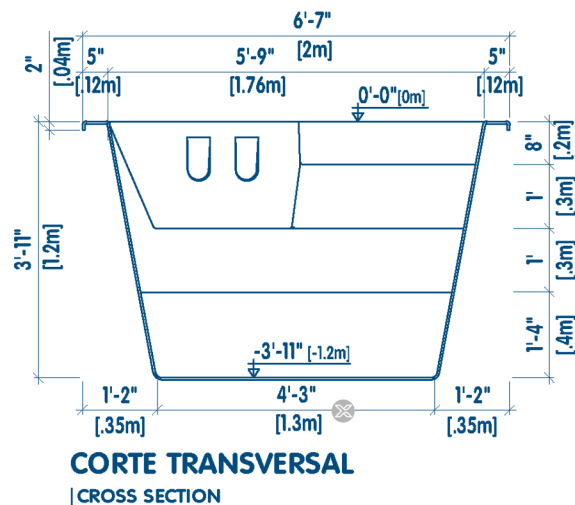 6'-7"
[2m]
5" 5'-9" 5"
[.12m] [1.76m] [.12m]
2"
[.04m]
0'-0"[0m]
8"
[.2m]
1'
[.3m]
3'-11"
[1.2m]
1'
[.3m]
1'-4"
[.4m]
-3'-11" [-1.2m]
1'-2" 4'-3" 1'-2"
[.35m] [1.3m] [.35m]
CORTE TRANSVERSAL
|CROSS SECTION